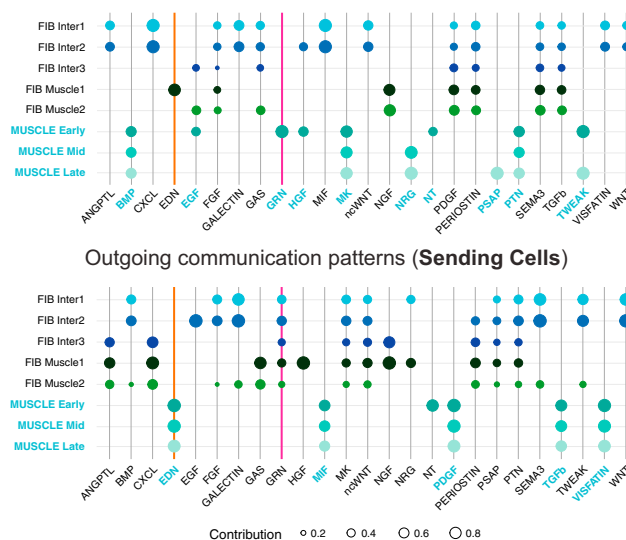 FIB Inter1
FIB Inter2
FIB Inter3
FIB Muscle1
FIB Muscle2
MUSCLE Early
MUSCLE Mid
MUSCLE Late
ANGPTL BMP CXCL EDN EGF FGF GALECTIN GAS GRN HGF MIF MK ncWNT NGF NRG NT PDGF PERIOSTIN PSAP PTN SEMA3 TGFb TWEAK VISFATIN WNT
Outgoing communication patterns (Sending Cells)
FIB Inter1
FIB Inter2
FIB Inter3
FIB Muscle1
FIB Muscle2
MUSCLE Early
MUSCLE Mid
MUSCLE Late
ANGPTL BMP CXCL EDN EGF FGF GALECTIN GAS GRN HGF MIF MK ncWNT NGF NRG NT PDGF PERIOSTIN PSAP PTN SEMA3 TGFb TWEAK VISFATIN WNT
Contribution 0.2 0.4 0.6 0.8